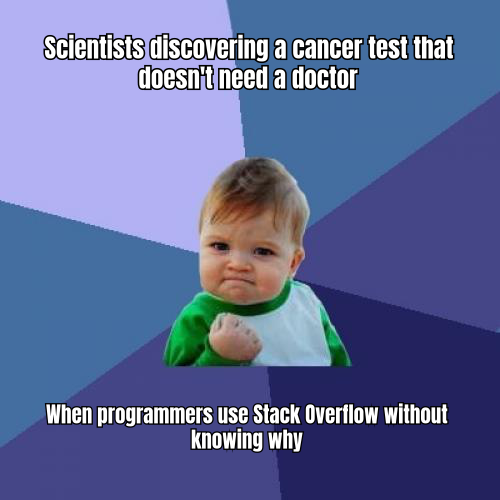 Scientists discovering a cancer test that
doesn't need a doctor
When programmers use Stack Overflow without
knowing why